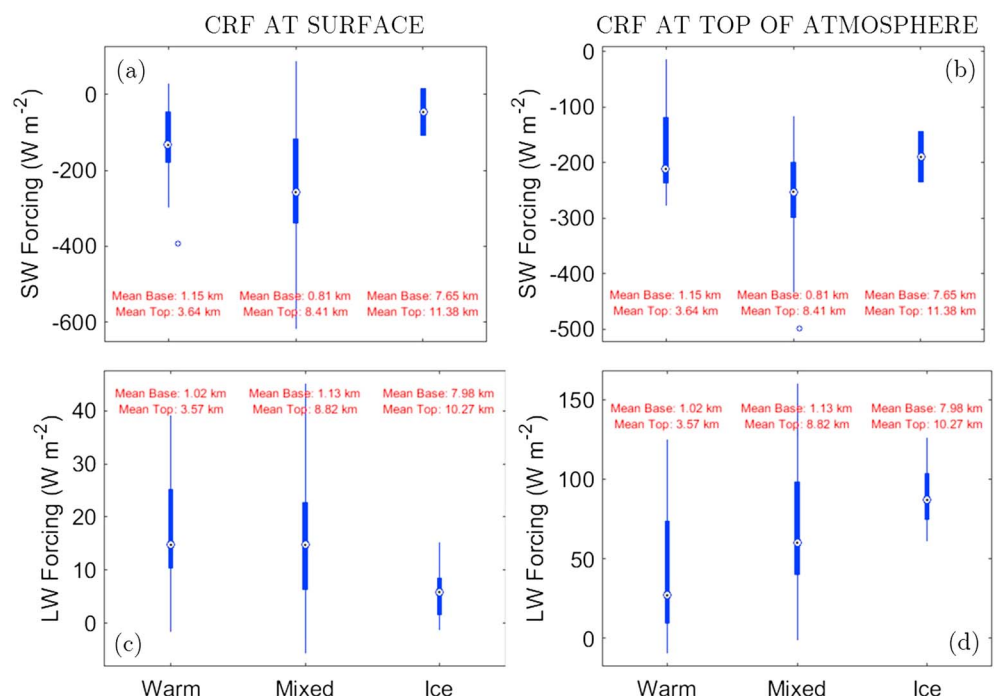 CRF AT SURFACE
CRF AT TOP OF ATMOSPHERE
(a)
SW Forcing (W m-2)
0
-200
-400
-600
Mean Base: 1.15 km
Mean Top: 3.64 km
Mean Base: 0.81 km
Mean Top: 8.41 km
Mean Base: 7.65 km
Mean Top: 11.38 km
(b)
SW Forcing (W m-2)
0
-100
-200
-300
-400
-500
Mean Base: 1.15 km
Mean Top: 3.64 km
Mean Base: 0.81 km
Mean Top: 8.41 km
Mean Base: 7.65 km
Mean Top: 11.38 km
Mean Base: 1.02 km
Mean Top: 3.57 km
Mean Base: 1.13 km
Mean Top: 8.82 km
Mean Base: 7.98 km
Mean Top: 10.27 km
LW Forcing (W m-2)
40
30
20
10
0
(c)
Warm
Mixed
Ice
Mean Base: 1.02 km
Mean Top: 3.57 km
Mean Base: 1.13 km
Mean Top: 8.82 km
Mean Base: 7.98 km
Mean Top: 10.27 km
LW Forcing (W m-2)
150
100
50
0
(d)
Warm
Mixed
Ice